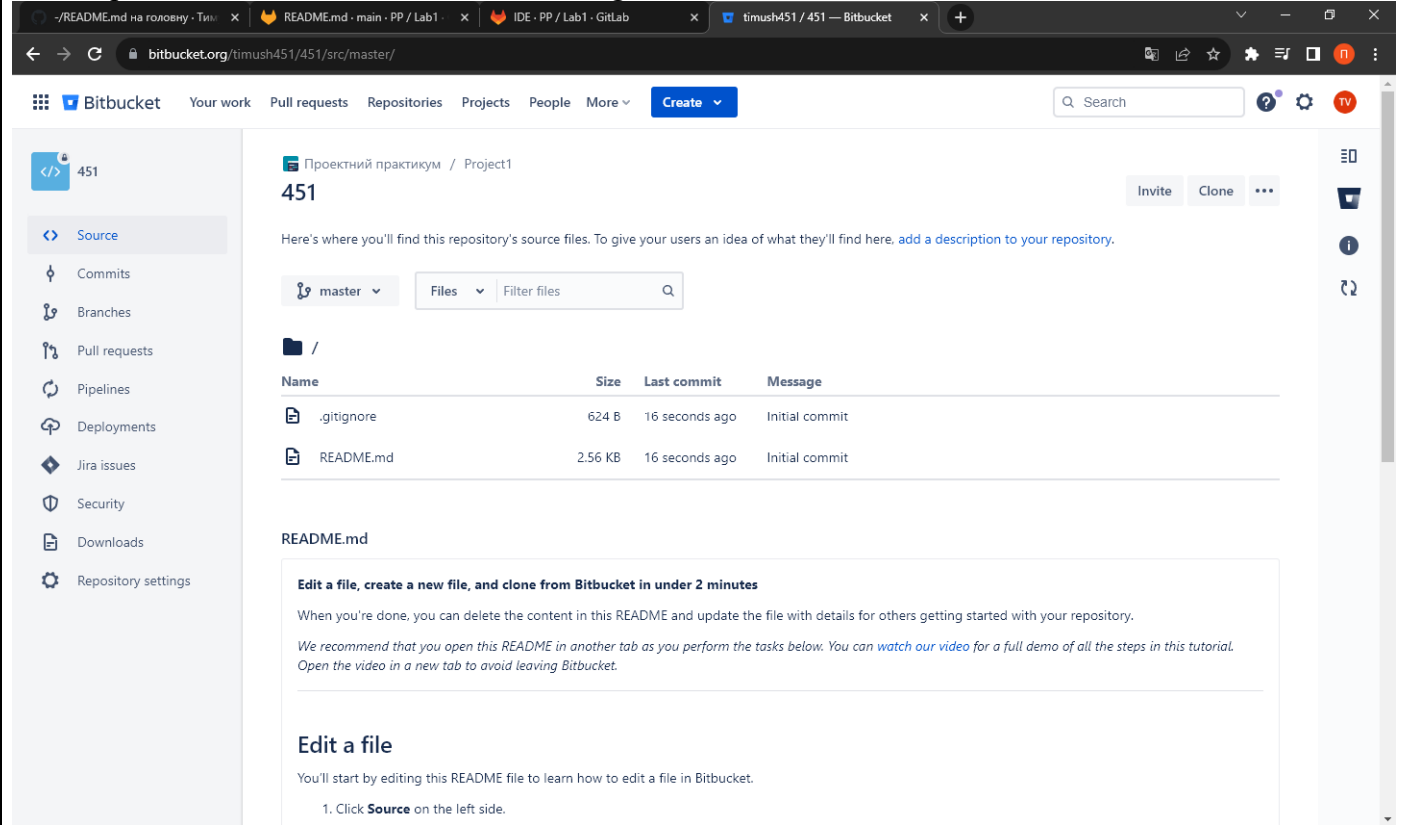 -/README.md на головну · Тим
README.md · main · PP / Lab1 ·
IDE · PP / Lab1 · GitLab
timush451 / 451 — Bitbucket
bitbucket.org/timush451/451/src/master/
П
Bitbucket
Your work
Pull requests
Repositories
Projects
People
More
Create
Search
TV
451
Source
Commits
Branches
Pull requests
Pipelines
Deployments
Jira issues
Security
Downloads
Repository settings
Проектний практикум / Project1
451
Invite
Clone
Here's where you'll find this repository's source files. To give your users an idea of what they'll find here, add a description to your repository.
master
Files
Filter files
/
Name Size Last commit Message
.gitignore 624 B 16 seconds ago Initial commit
README.md 2.56 KB 16 seconds ago Initial commit
README.md
Edit a file, create a new file, and clone from Bitbucket in under 2 minutes
When you're done, you can delete the content in this README and update the file with details for others getting started with your repository.
We recommend that you open this README in another tab as you perform the tasks below. You can watch our video for a full demo of all the steps in this tutorial.
Open the video in a new tab to avoid leaving Bitbucket.
Edit a file
You'll start by editing this README file to learn how to edit a file in Bitbucket.
1. Click Source on the left side.